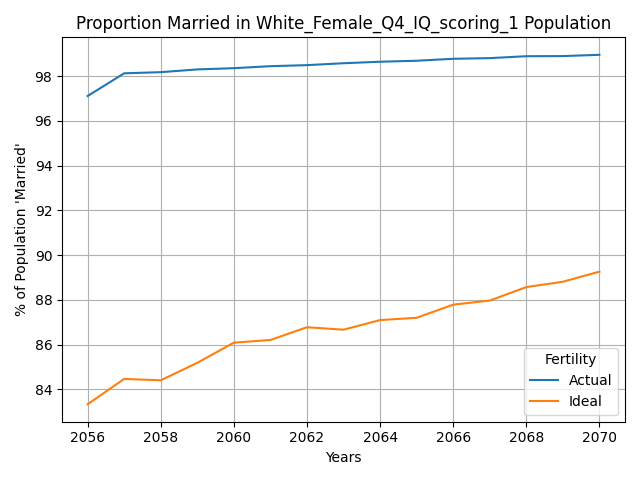 Proportion Married in White_Female_Q4_IQ_scoring_1 Population
% of Population 'Married'
98
96
94
92
90
88
86
84
2056 2058 2060 2062 2064 2066 2068 2070
Years
Fertility
Actual
Ideal